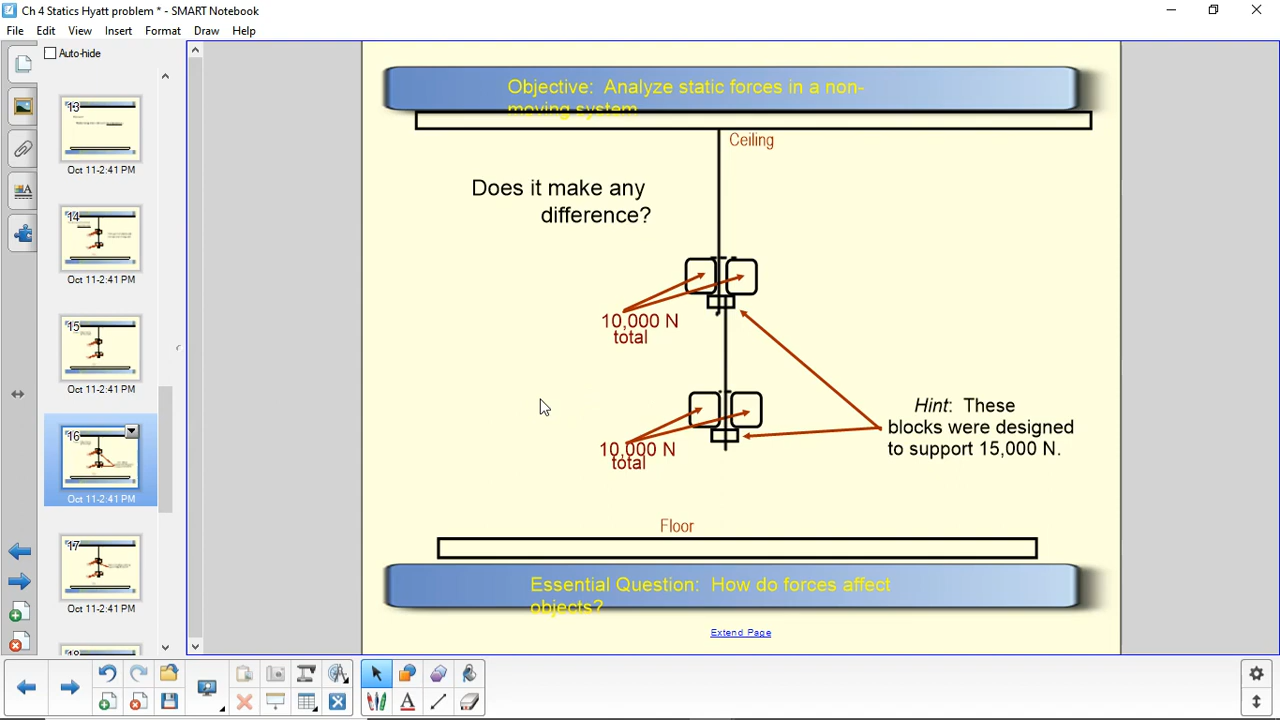 Ch 4 Statics Hyatt problem * - SMART Notebook
File Edit View Insert Format Draw Help
Auto-hide
13
Oct 11-2:41 PM
14
Oct 11-2:41 PM
15
Oct 11-2:41 PM
16
Oct 11-2:41 PM
17
Oct 11-2:41 PM
18
Objective: Analyze static forces in a non-
moving system
Ceiling
Does it make any
difference?
10,000 N
total
Hint: These
blocks were designed
to support 15,000 N.
10,000 N
total
Floor
Essential Question: How do forces affect
objects?
Extend Page